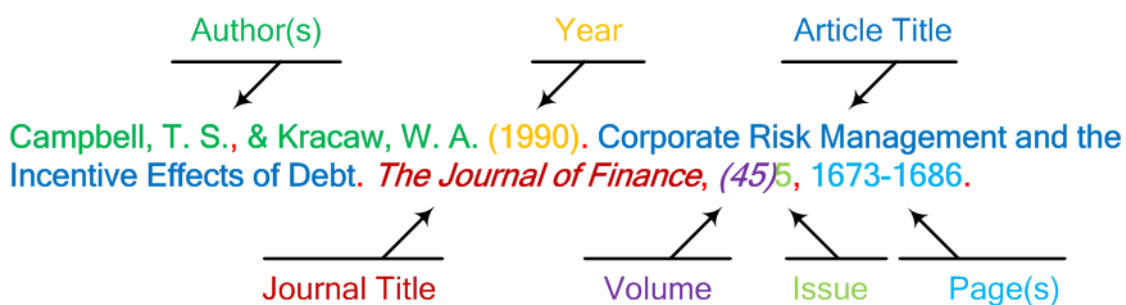 Author(s) Year Article Title
Campbell, T. S., & Kracaw, W. A. (1990). Corporate Risk Management and the
Incentive Effects of Debt. The Journal of Finance, (45)5, 1673-1686.
Journal Title Volume Issue Page(s)